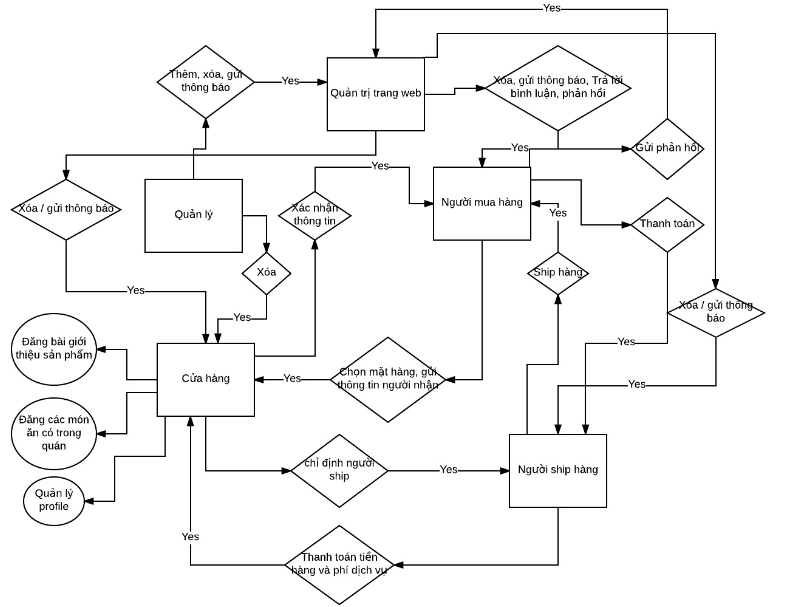 Yes
Thêm, xóa, gửi
thông báo
Yes
Quản trị trang web
Xóa, gửi thông báo, Trả lời
bình luận, phản hồi
Yes
Gửi phản hồi
Yes
Xóa / gửi thông báo
Quản lý
Xác nhận
thông tin
Người mua hàng
Yes
Thanh toán
Xóa
Ship hàng
Yes
Yes
Xóa / gửi thông
báo
Đăng bài giới
thiệu sản phẩm
Yes
Cửa hàng
Yes
Chọn mặt hàng, gửi
thông tin người nhận
Yes
Đăng các món
ăn có trong
quán
chỉ định người
ship
Yes
Người ship hàng
Quản lý
profile
Yes
Thanh toán tiền
hàng và phí dịch vụ